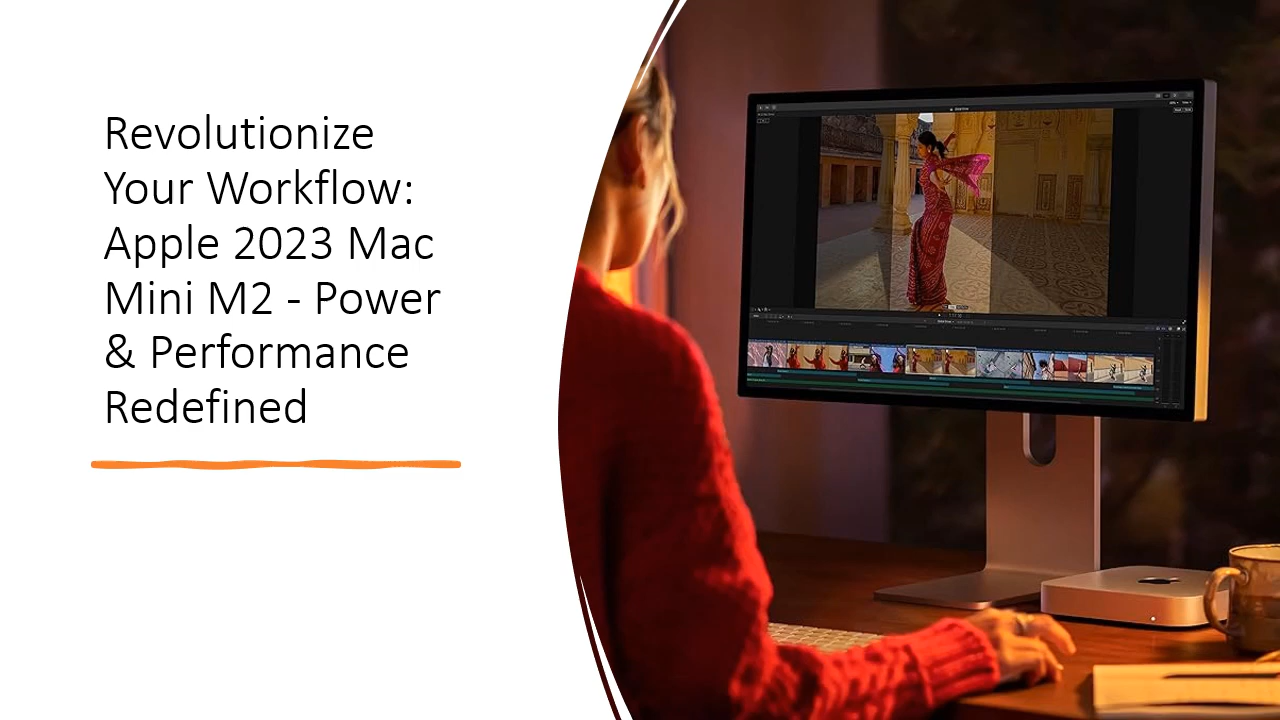 Revolutionize
Your Workflow:
Apple 2023 Mac
Mini M2 - Power
& Performance
Redefined